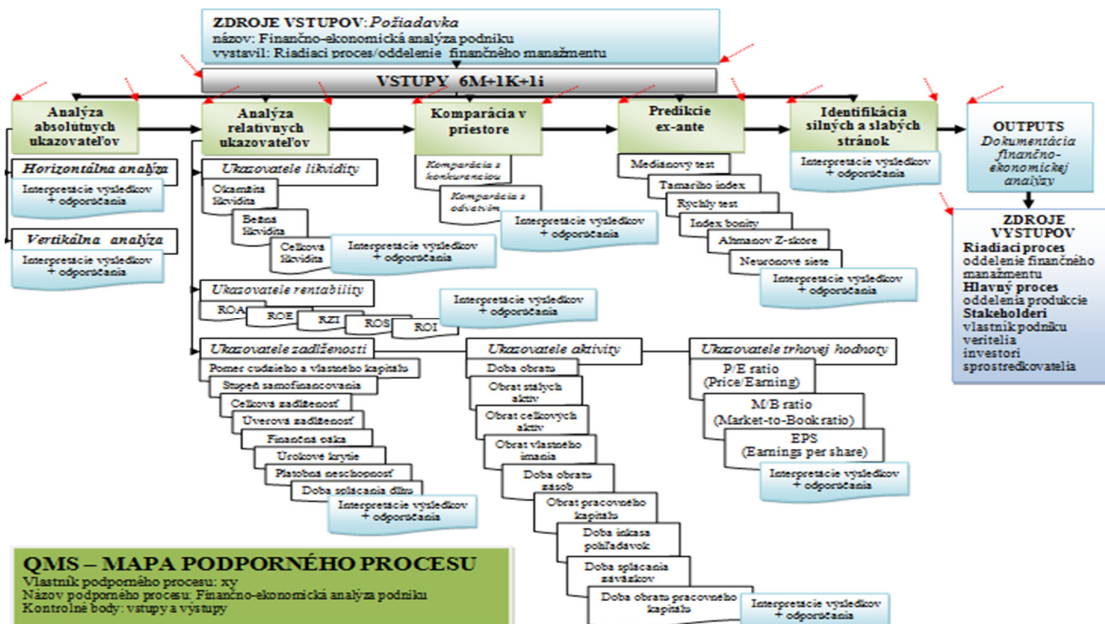 ZDROJE VSTUPOV: Požiadavka
názov: Finančno-ekonomická analýza podniku
vystavil: Riadiaci proces/oddelenie finančného manažmentu
VSTUPY 6M+1K+1i
Analýza
absolútnych
ukazovateľov
Horizontálna analýza
Interpretácie výsledkov
+ odporúčania
Vertikálna analýza
Interpretácie výsledkov
+ odporúčania
Analýza
relatívnych
ukazovateľov
Ukazovatele likvidity
Okamžitá
likvidita
Bežná
likvidita
Celková
likvidita
Interpretácie výsledkov
+ odporúčania
Ukazovatele rentability
ROA
ROE
RZI
ROS
ROI
Interpretácie výsledkov
+ odporúčania
Ukazovatele zadlženosti
Pomer cudzieho a vlastného kapitálu
Stupeň samofinancovania
Celková zadlženosť
Úverová zadlženosť
Finančná páka
Úrokové krytie
Platobná neschopnosť
Doba splácania dlhu
Interpretácie výsledkov
+ odporúčania
Ukazovatele aktivity
Doba obratu
Obrat stálych
aktív
Obrat celkových
aktív
Obrat vlastného
imania
Doba obratu
zásob
Obrat pracovného
kapitálu
Doba inkasa
pohľadávok
Doba splácania
záväzkov
Doba obratu pracovného
kapitálu
Interpretácie výsledkov
+ odporúčania
Ukazovatele trhovej hodnoty
P/E ratio
(Price/Earning)
M/B ratio
(Market-to-Book ratio)
EPS
(Earnings per share)
Interpretácie výsledkov
+ odporúčania
Komparácia v
priestore
Komparácia s
konkurenciou
Komparácia s
odvetvím
Interpretácie výsledkov
+ odporúčania
Predikcie
ex-ante
Mediánový test
Tamariho index
Rýchly test
Index bonity
Altmanov Z-skóre
Neurónové siete
Interpretácie výsledkov
+ odporúčania
Identifikácia
silných a slabých
stránok
Interpretácie výsledkov
+ odporúčania
OUTPUTS
Dokumentácia
finančno-
ekonomickej
analýzy
ZDROJE
VÝSTUPOV
Riadiaci proces
oddelenie finančného
manažmentu
Hlavný proces
oddelenia produkcie
Stakeholderi
vlastník podniku
veritelia
investori
sprostredkovatelia
QMS – MAPA PODPORNÉHO PROCESU
Vlastník podporného procesu: xy
Názov podporného procesu: Finančno-ekonomická analýza podniku
Kontrolné body: vstupy a výstupy